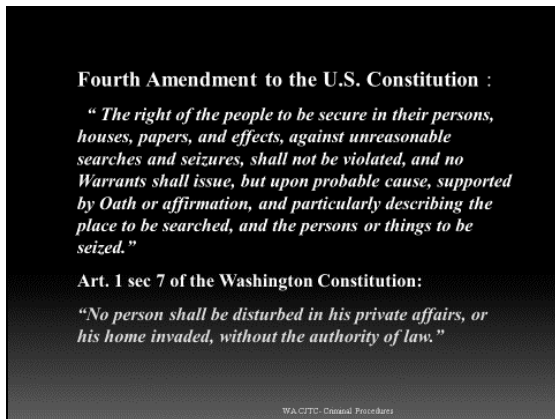 Fourth Amendment to the U.S. Constitution :
“ The right of the people to be secure in their persons,
houses, papers, and effects, against unreasonable
searches and seizures, shall not be violated, and no
Warrants shall issue, but upon probable cause, supported
by Oath or affirmation, and particularly describing the
place to be searched, and the persons or things to be
seized.”
Art. 1 sec 7 of the Washington Constitution:
“No person shall be disturbed in his private affairs, or
his home invaded, without the authority of law.”
WA CJTC- Criminal Procedures